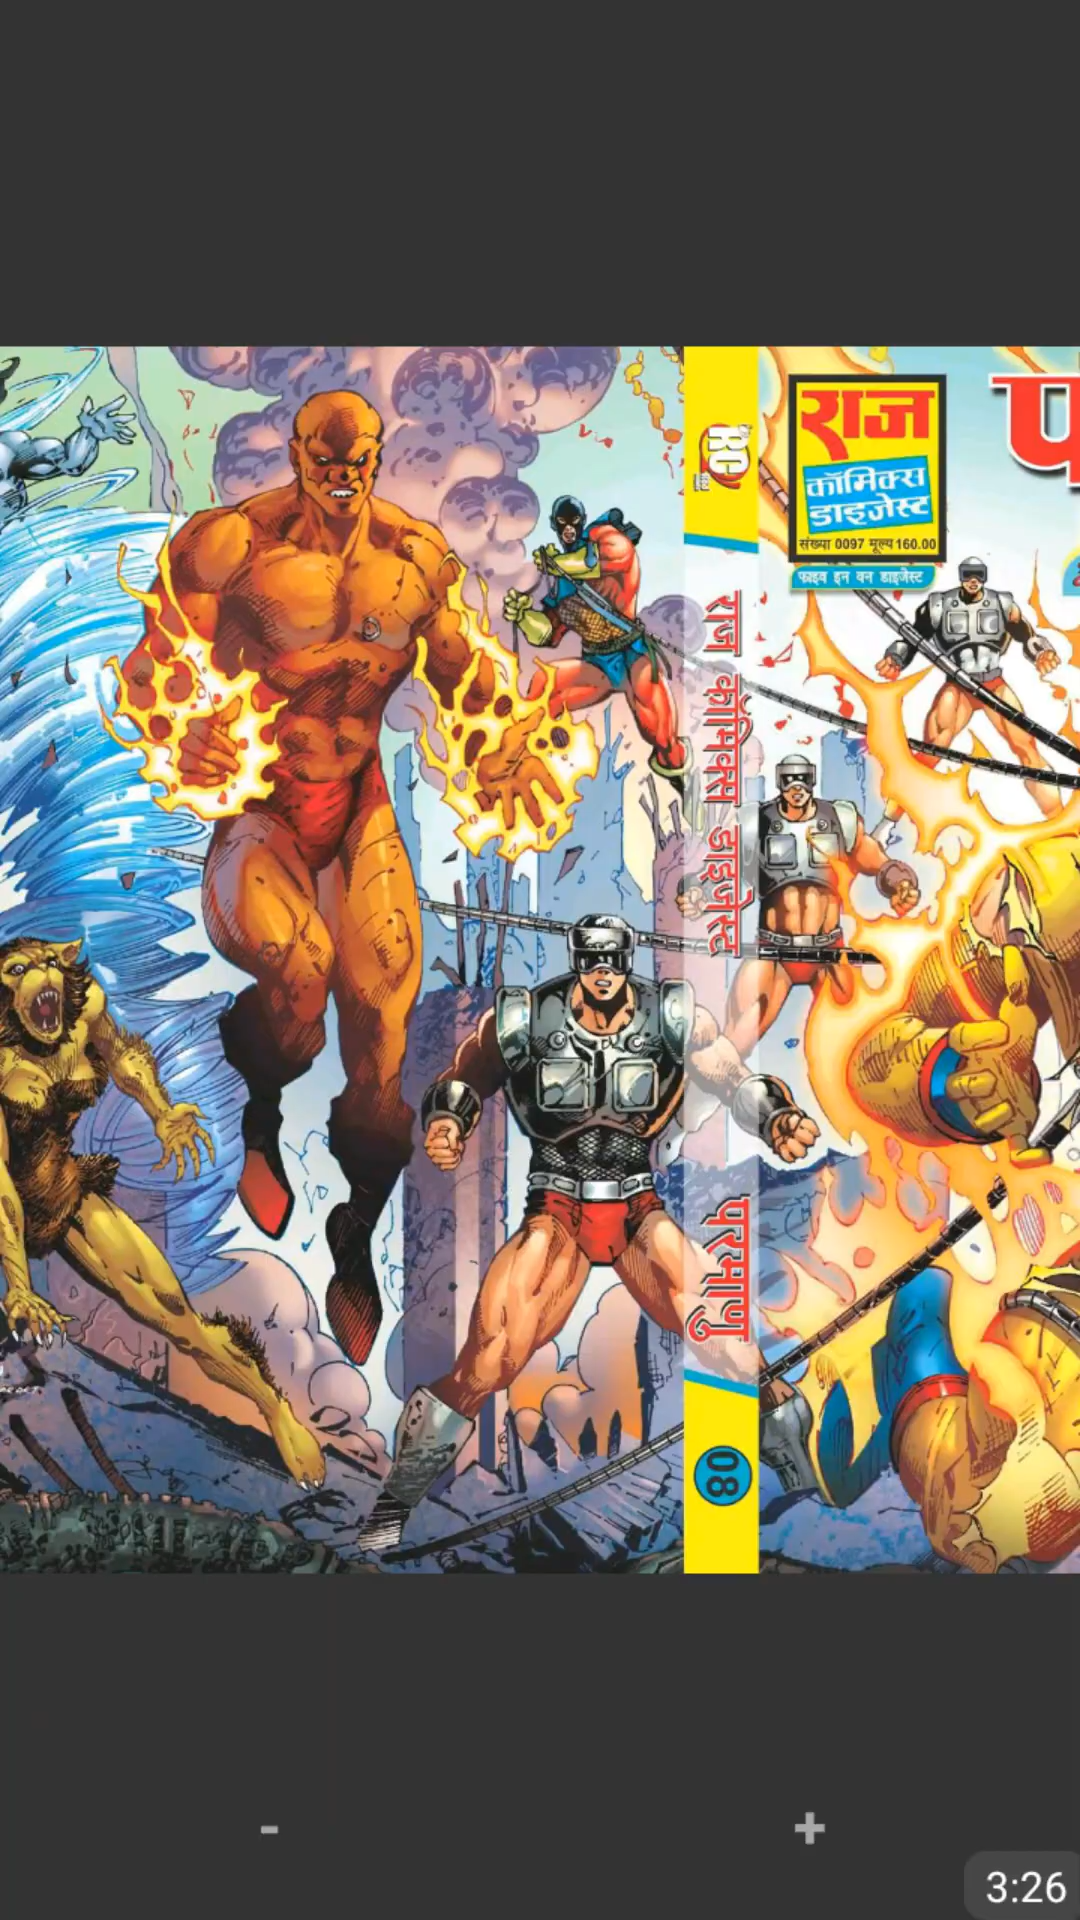 RC
राज कॉमिक्स डाइजेस्ट
परमाणु
08
राज
कॉमिक्स
डाइजेस्ट
संख्या 0097 मूल्य 160.00
फाइव इन वन डाइजेस्ट
प
-
+
3:26